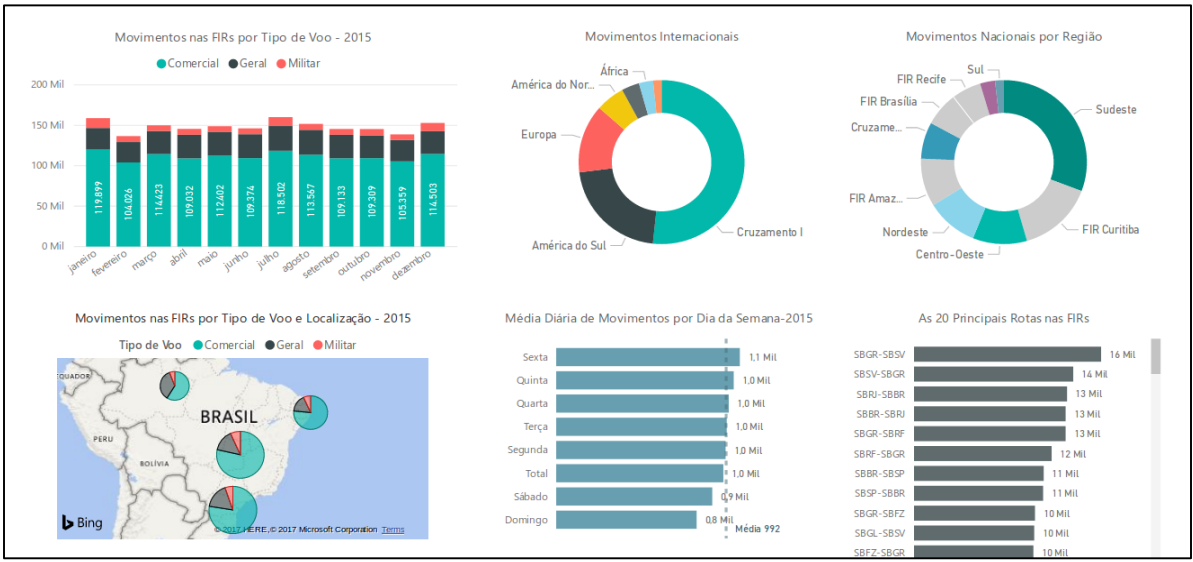 Movimentos nas FIRs por Tipo de Voo - 2015
Comercial Geral Militar
200 Mil
150 Mil
100 Mil
50 Mil
0 Mil
119.899
104.026
114.423
109.032
112.402
109.374
118.502
113.567
109.133
109.309
105.359
114.503
janeiro
fevereiro
março
abril
maio
junho
julho
agosto
setembro
outubro
novembro
dezembro
Movimentos Internacionais
África
América do Nor...
Europa
América do Sul
Cruzamento I
Movimentos Nacionais por Região
Sul
FIR Recife
FIR Brasília
Cruzame...
FIR Amaz...
Nordeste
Centro-Oeste
FIR Curitiba
Sudeste
Movimentos nas FIRs por Tipo de Voo e Localização - 2015
Tipo de Voo Comercial Geral Militar
EQUADOR
BRASIL
PERU
BOLÍVIA
Bing
© 2017 HERE, © 2017 Microsoft Corporation Terms
Média Diária de Movimentos por Dia da Semana-2015
Sexta 1,1 Mil
Quinta 1,0 Mil
Quarta 1,0 Mil
Terça 1,0 Mil
Segunda 1,0 Mil
Total 1,0 Mil
Sábado 0,9 Mil
Domingo 0,8 Mil
Média 992
As 20 Principais Rotas nas FIRs
SBGR-SBSV 16 Mil
SBSV-SBGR 14 Mil
SBRJ-SBBR 13 Mil
SBBR-SBRJ 13 Mil
SBGR-SBRF 13 Mil
SBRF-SBGR 12 Mil
SBBR-SBSP 11 Mil
SBSP-SBBR 11 Mil
SBGR-SBFZ 10 Mil
SBGL-SBSV 10 Mil
SBFZ-SBGR 10 Mil